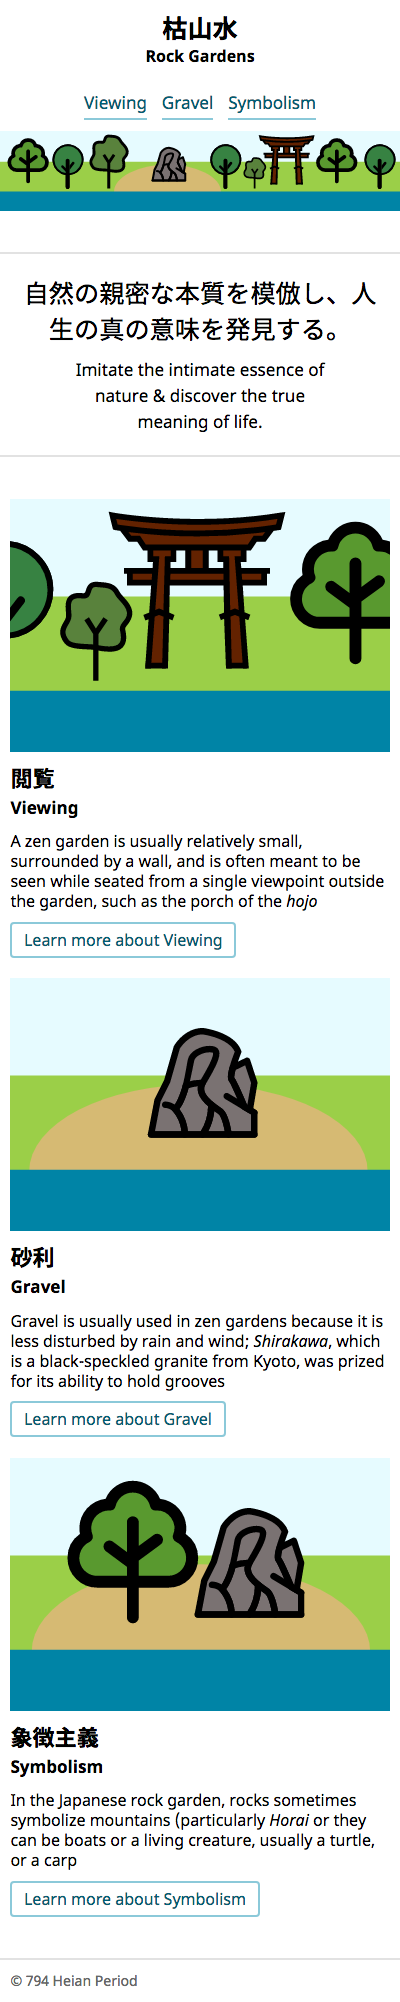 枯山水
Rock Gardens
Viewing Gravel Symbolism
自然の親密な本質を模倣し、人
生の真の意味を発見する。
Imitate the intimate essence of
nature & discover the true
meaning of life.
閲覧
Viewing
A zen garden is usually relatively small,
surrounded by a wall, and is often meant to be
seen while seated from a single viewpoint outside
the garden, such as the porch of the hojo
Learn more about Viewing
砂利
Gravel
Gravel is usually used in zen gardens because it is
less disturbed by rain and wind; Shirakawa, which
is a black-speckled granite from Kyoto, was prized
for its ability to hold grooves
Learn more about Gravel
象徴主義
Symbolism
In the Japanese rock garden, rocks sometimes
symbolize mountains (particularly Horai or they
can be boats or a living creature, usually a turtle,
or a carp
Learn more about Symbolism
© 794 Heian Period